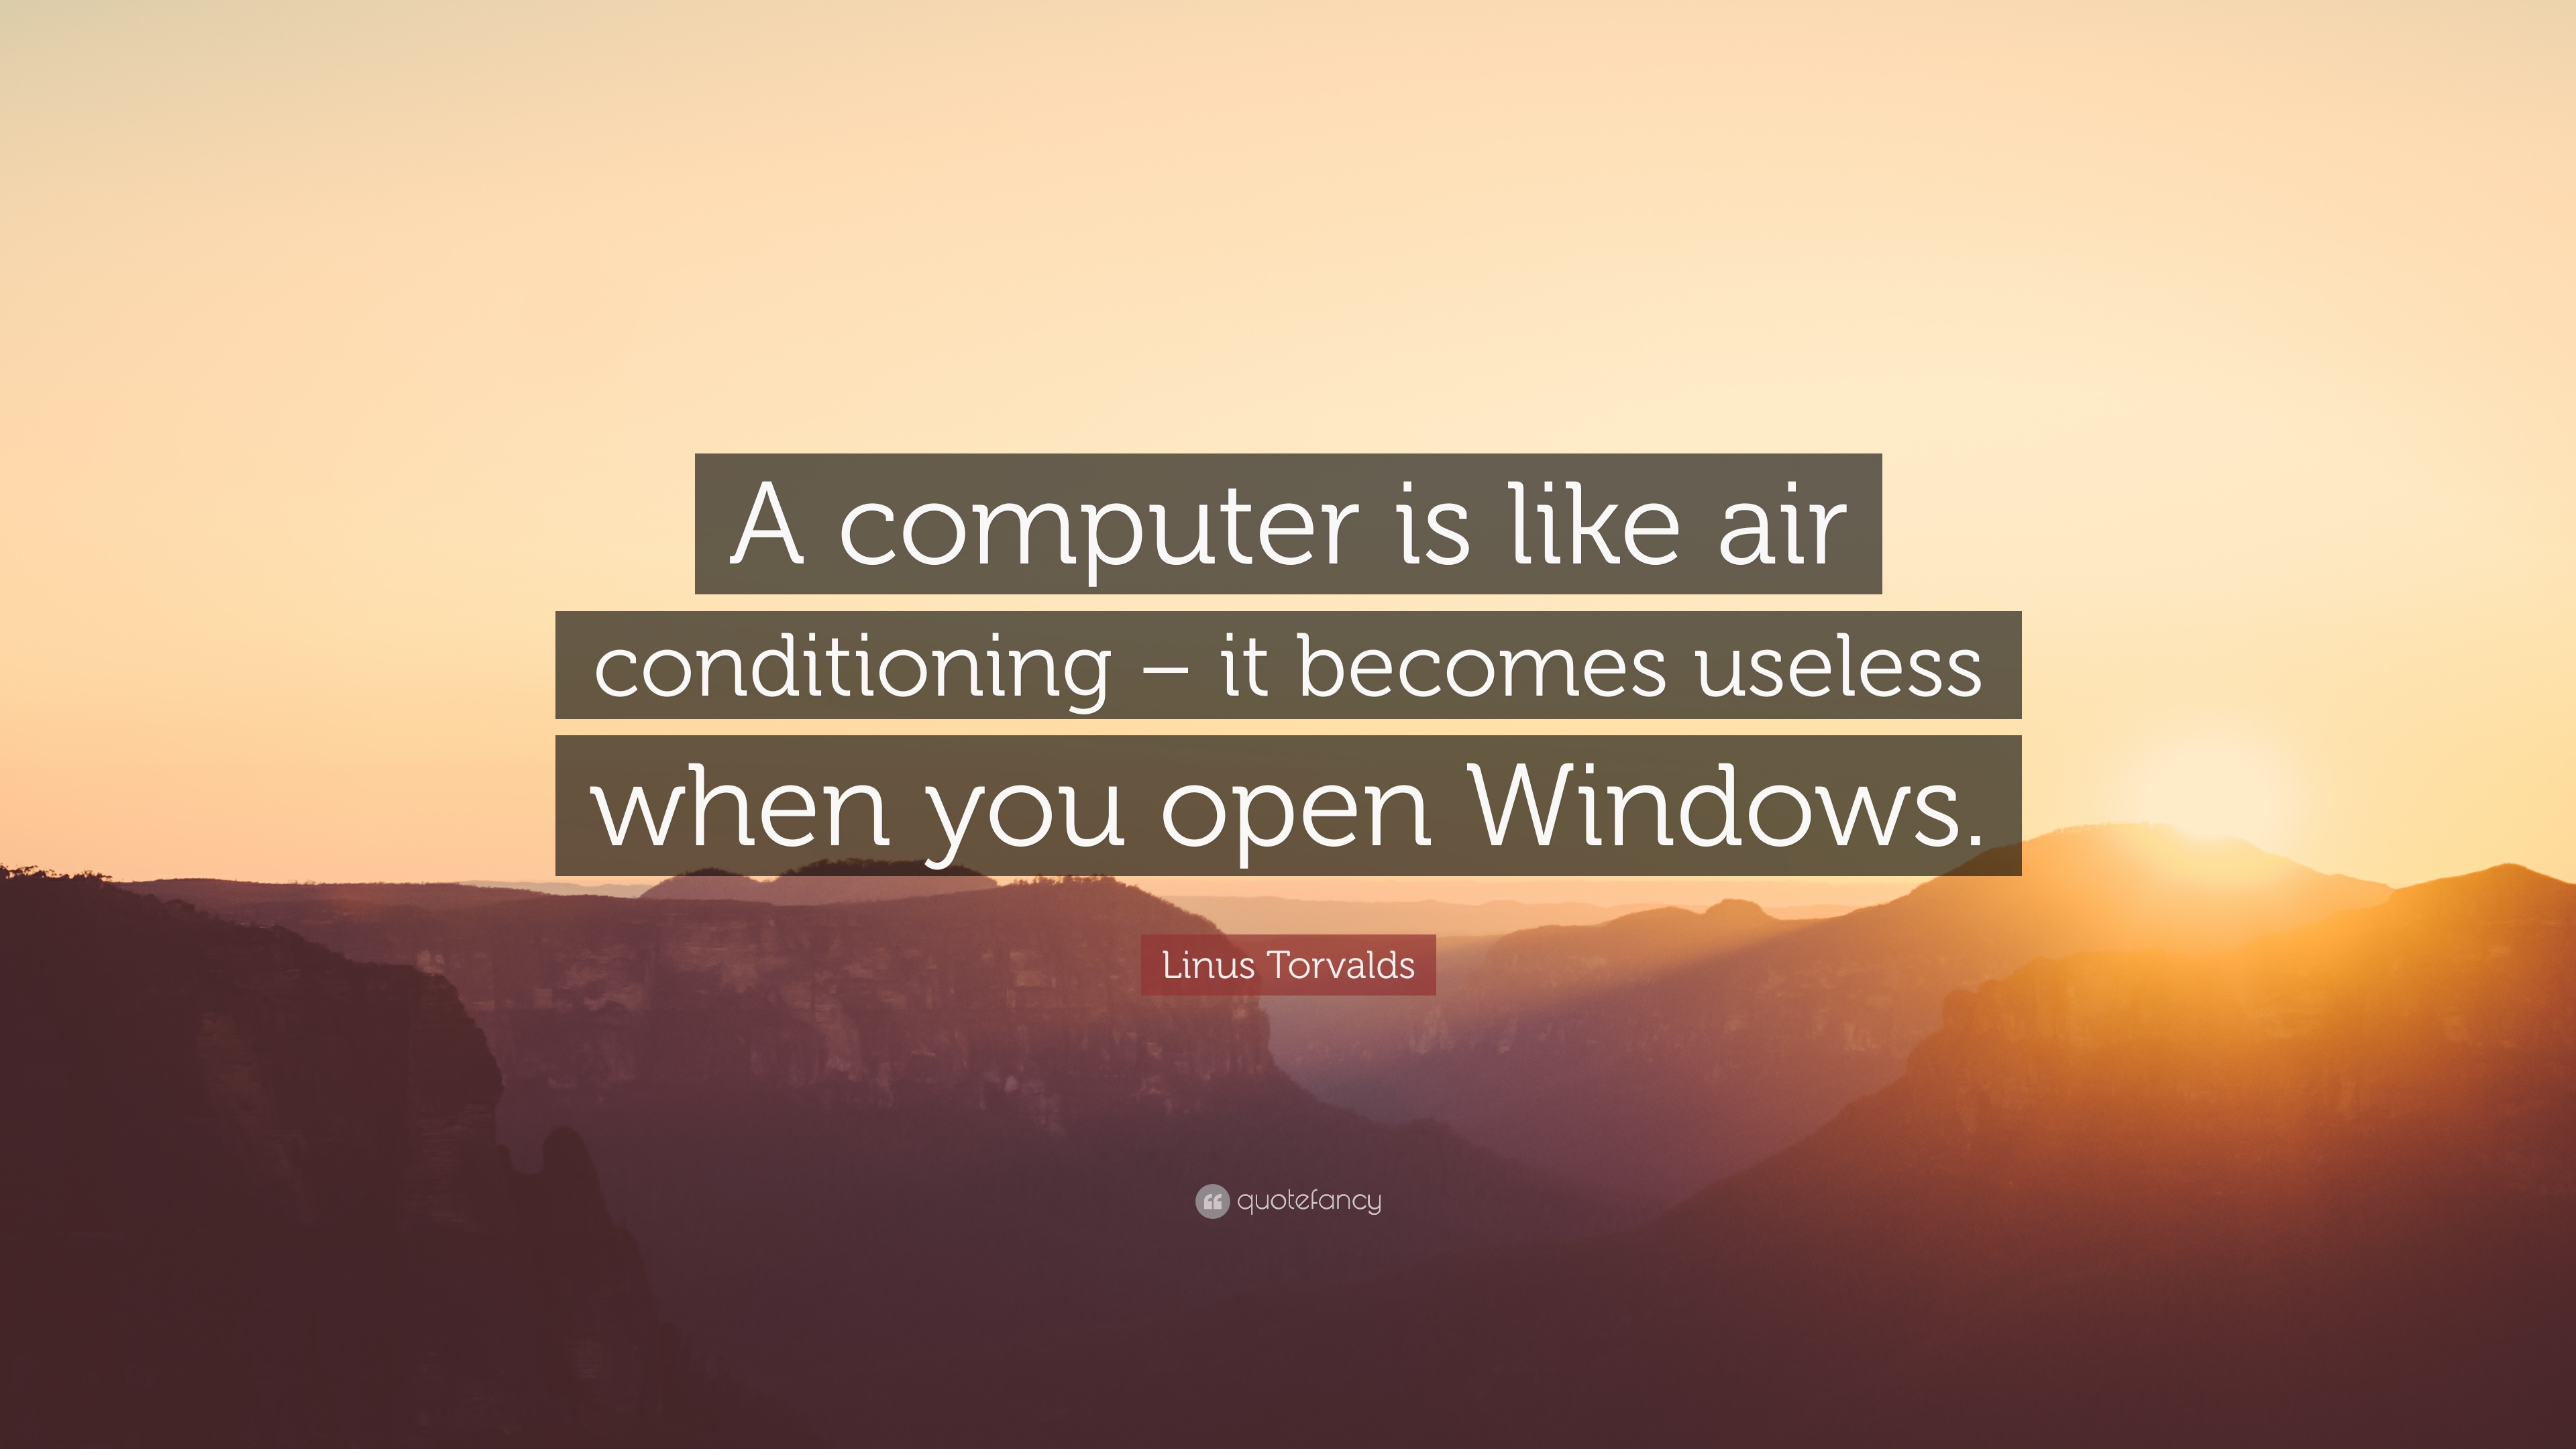 A computer is like air
conditioning – it becomes useless
when you open Windows.
Linus Torvalds
quotefancy